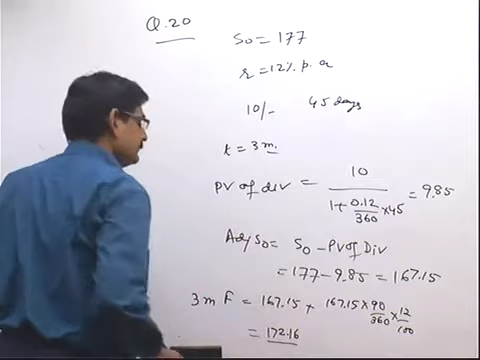 Q.20
S₀ = 177
r = 12% p.a
10/- 45 days
t = 3 m.
PV of div = 10 / (1 + 0.12/360 × 45) = 9.85
Adj S₀ = S₀ - PV of Div
= 177 - 9.85 = 167.15
3 m F = 167.15 + 167.15 × 90/360 × 12/100
= 172.16